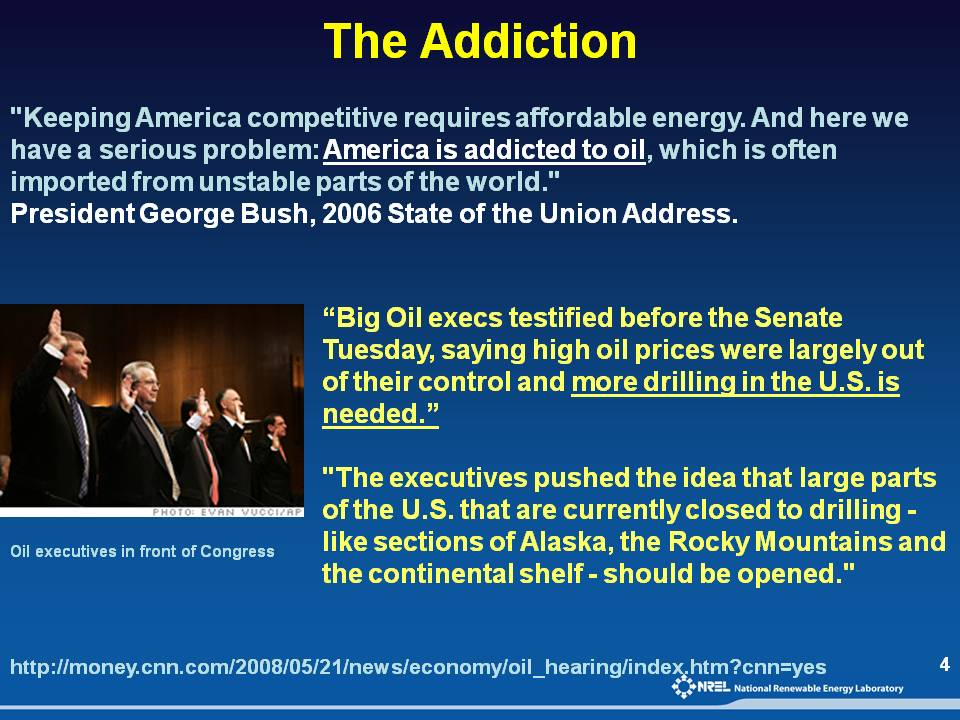 The Addiction
"Keeping America competitive requires affordable energy. And here we
have a serious problem: America is addicted to oil, which is often
imported from unstable parts of the world."
President George Bush, 2006 State of the Union Address.
“Big Oil execs testified before the Senate
Tuesday, saying high oil prices were largely out
of their control and more drilling in the U.S. is
needed.”
"The executives pushed the idea that large parts
of the U.S. that are currently closed to drilling -
like sections of Alaska, the Rocky Mountains and
the continental shelf - should be opened."
PHOTO: EVAN VUCCI/AP
Oil executives in front of Congress
http://money.cnn.com/2008/05/21/news/economy/oil_hearing/index.htm?cnn=yes
4
NREL National Renewable Energy Laboratory